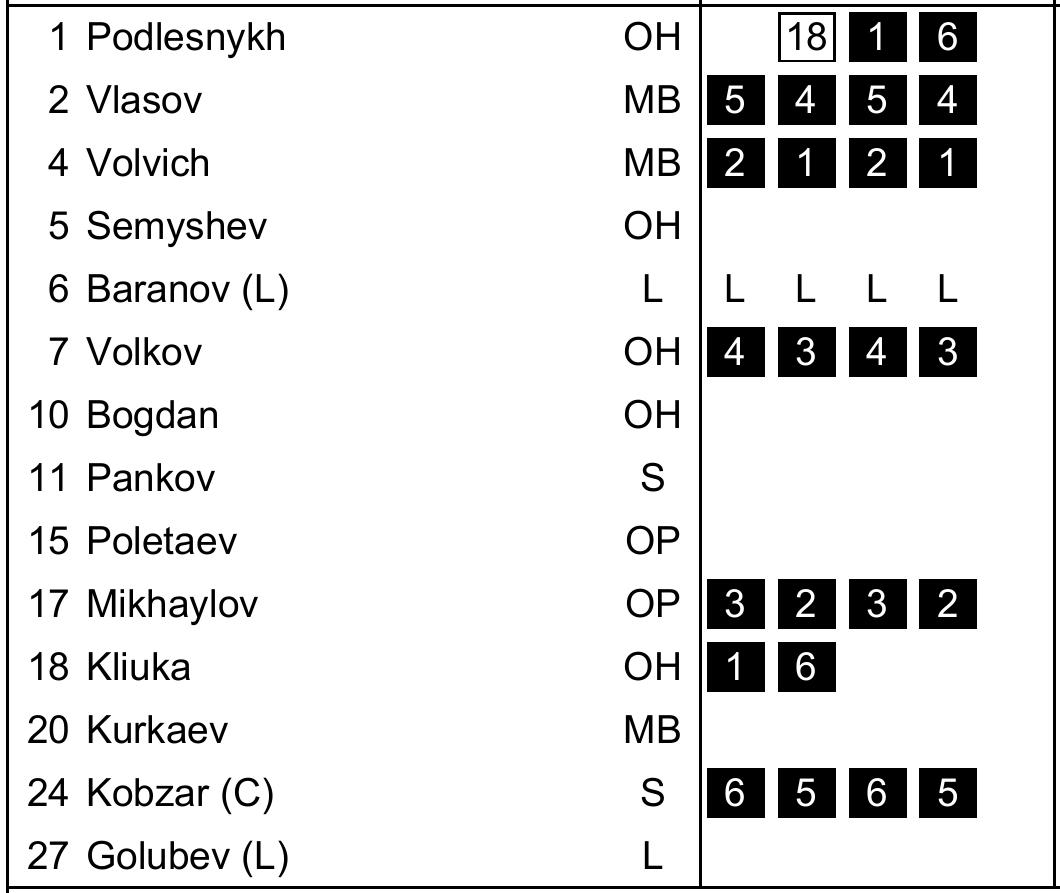 1 Podlesnykh OH 18 1 6
2 Vlasov MB 5 4 5 4
4 Volvich MB 2 1 2 1
5 Semyshev OH
6 Baranov (L) L L L L L
7 Volkov OH 4 3 4 3
10 Bogdan OH
11 Pankov S
15 Poletaev OP
17 Mikhaylov OP 3 2 3 2
18 Kliuka OH 1 6
20 Kurkaev MB
24 Kobzar (C) S 6 5 6 5
27 Golubev (L) L